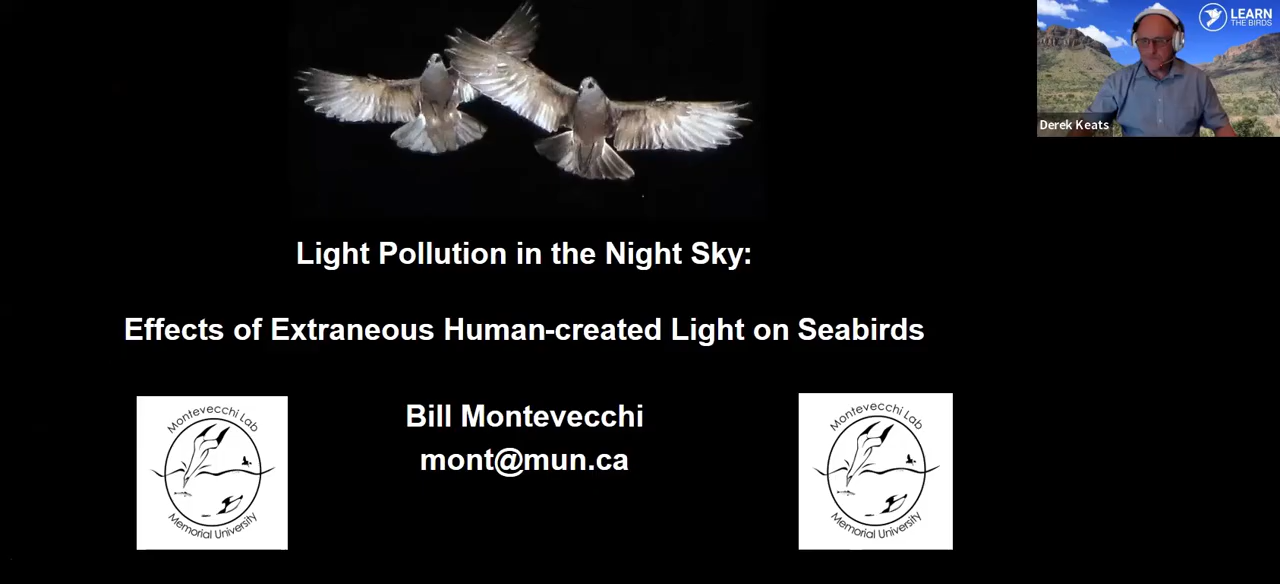 LEARN
THE BIRDS
Derek Keats
Light Pollution in the Night Sky:
Effects of Extraneous Human-created Light on Seabirds
Montevecchi Lab
Memorial University
Bill Montevecchi
mont@mun.ca
Montevecchi Lab
Memorial University